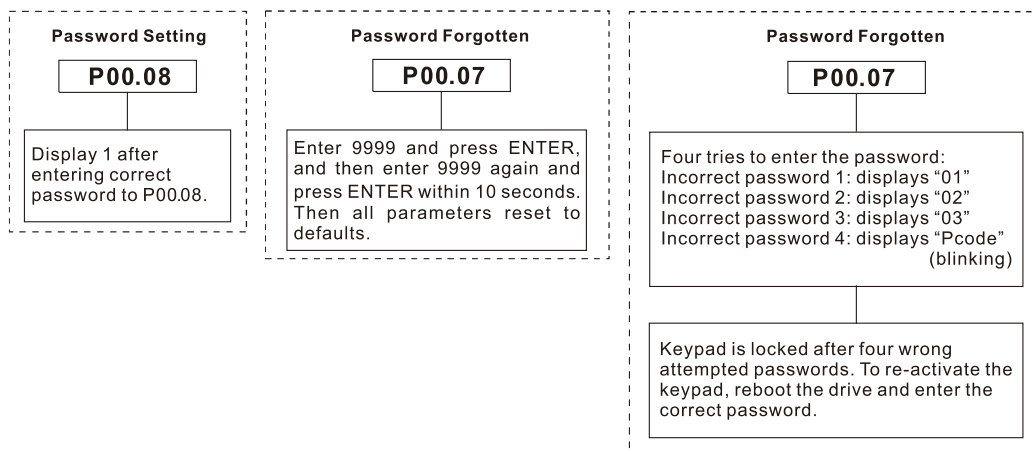 Password Setting
P00.08
Display 1 after
entering correct
password to P00.08.
Password Forgotten
P00.07
Enter 9999 and press ENTER,
and then enter 9999 again and
press ENTER within 10 seconds.
Then all parameters reset to
defaults.
Password Forgotten
P00.07
Four tries to enter the password:
Incorrect password 1: displays “01”
Incorrect password 2: displays “02”
Incorrect password 3: displays “03”
Incorrect password 4: displays “Pcode”
(blinking)
Keypad is locked after four wrong
attempted passwords. To re-activate the
keypad, reboot the drive and enter the
correct password.